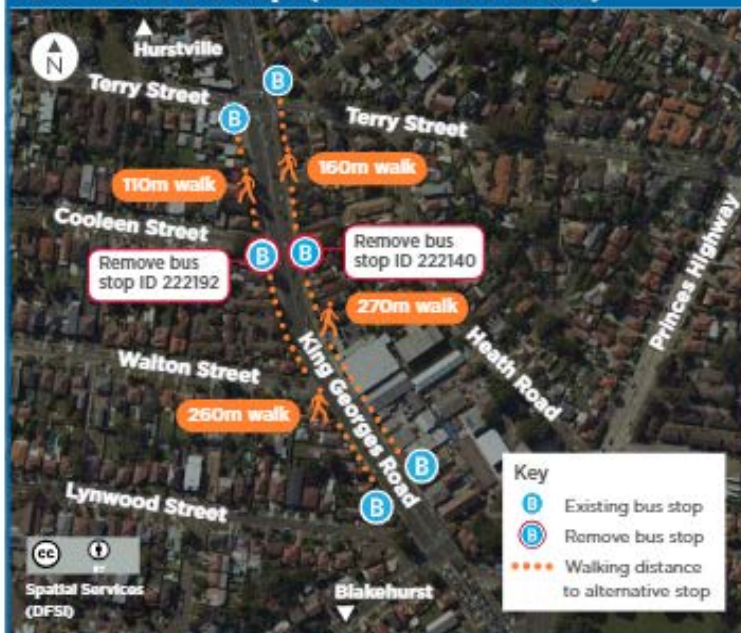 Hurstville
N
Terry Street
B
Terry Street
B
160m walk
110m walk
Cooleen Street
Princes Highway
Remove bus
stop ID 222192
B
B
Remove bus
stop ID 222140
270m walk
King Georges Road
Heath Road
Walton Street
260m walk
B
B
Lynwood Street
Key
B Existing bus stop
B Remove bus stop
Walking distance
to alternative stop
cc
BY
Spatial Services
(DFSI)
Blakehurst